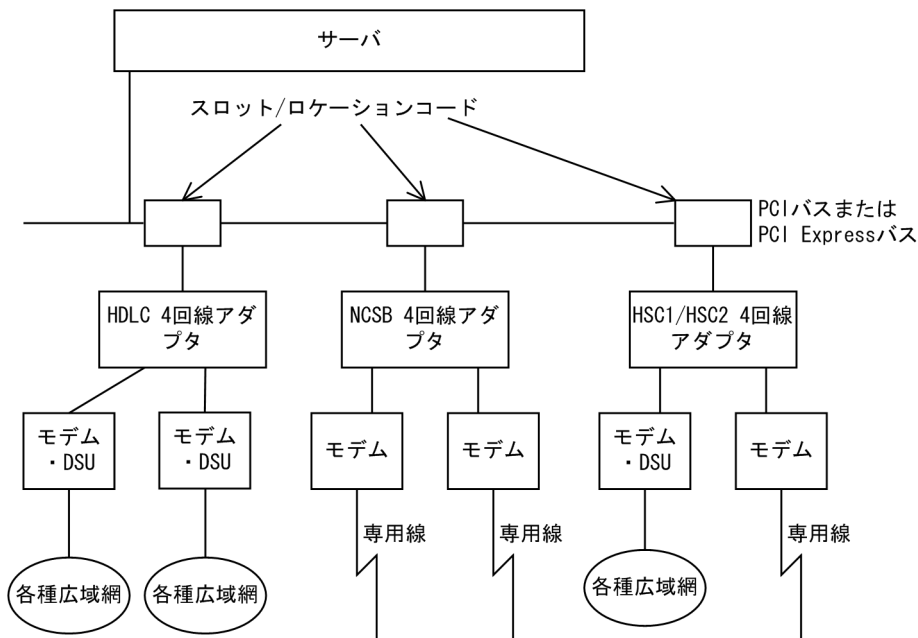 サーバ
スロット/ロケーションコード
PCIバスまたは
PCI Expressバス
HDLC 4回線アダ
プタ
NCSB 4回線アダ
プタ
HSC1/HSC2 4回線
アダプタ
モデム
・DSU
モデム
・DSU
モデム
モデム
モデム
・DSU
モデム
専用線
専用線
専用線
各種広域網
各種広域網
各種広域網